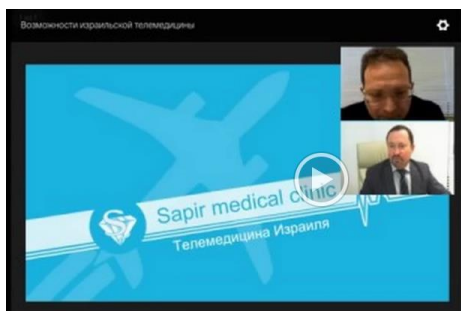 Возможности израильской телемедицины
Sapir medical clinic
Телемедицина Израиля